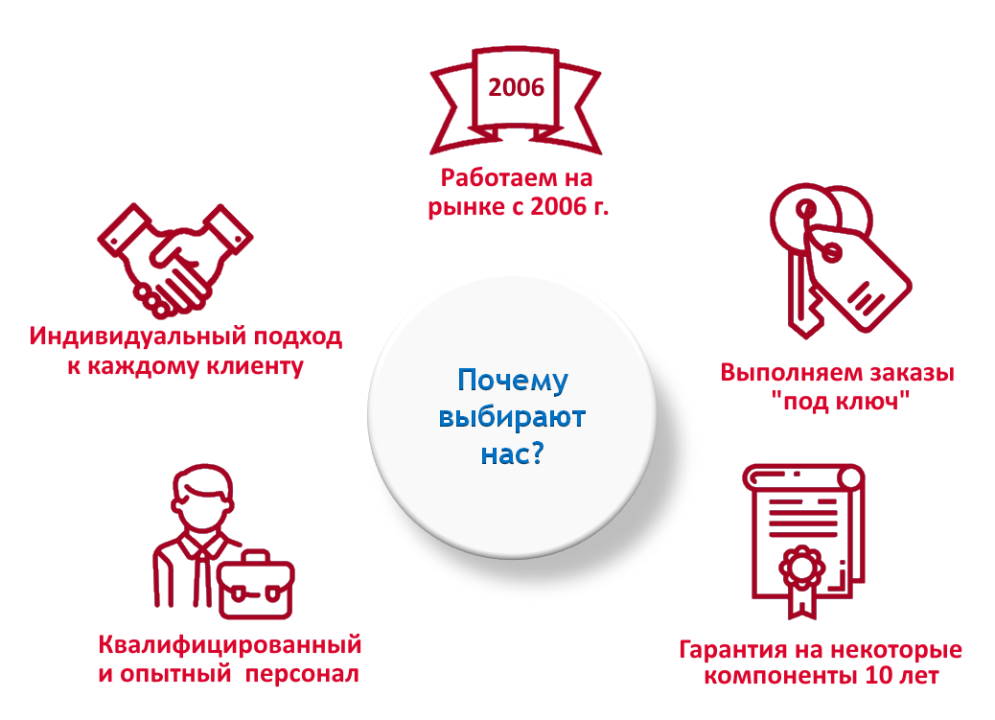 2006
Работаем на
рынке с 2006 г.
Индивидуальный подход
к каждому клиенту
Выполняем заказы
"под ключ"
Почему
выбирают
нас?
Квалифицированный
и опытный персонал
Гарантия на некоторые
компоненты 10 лет